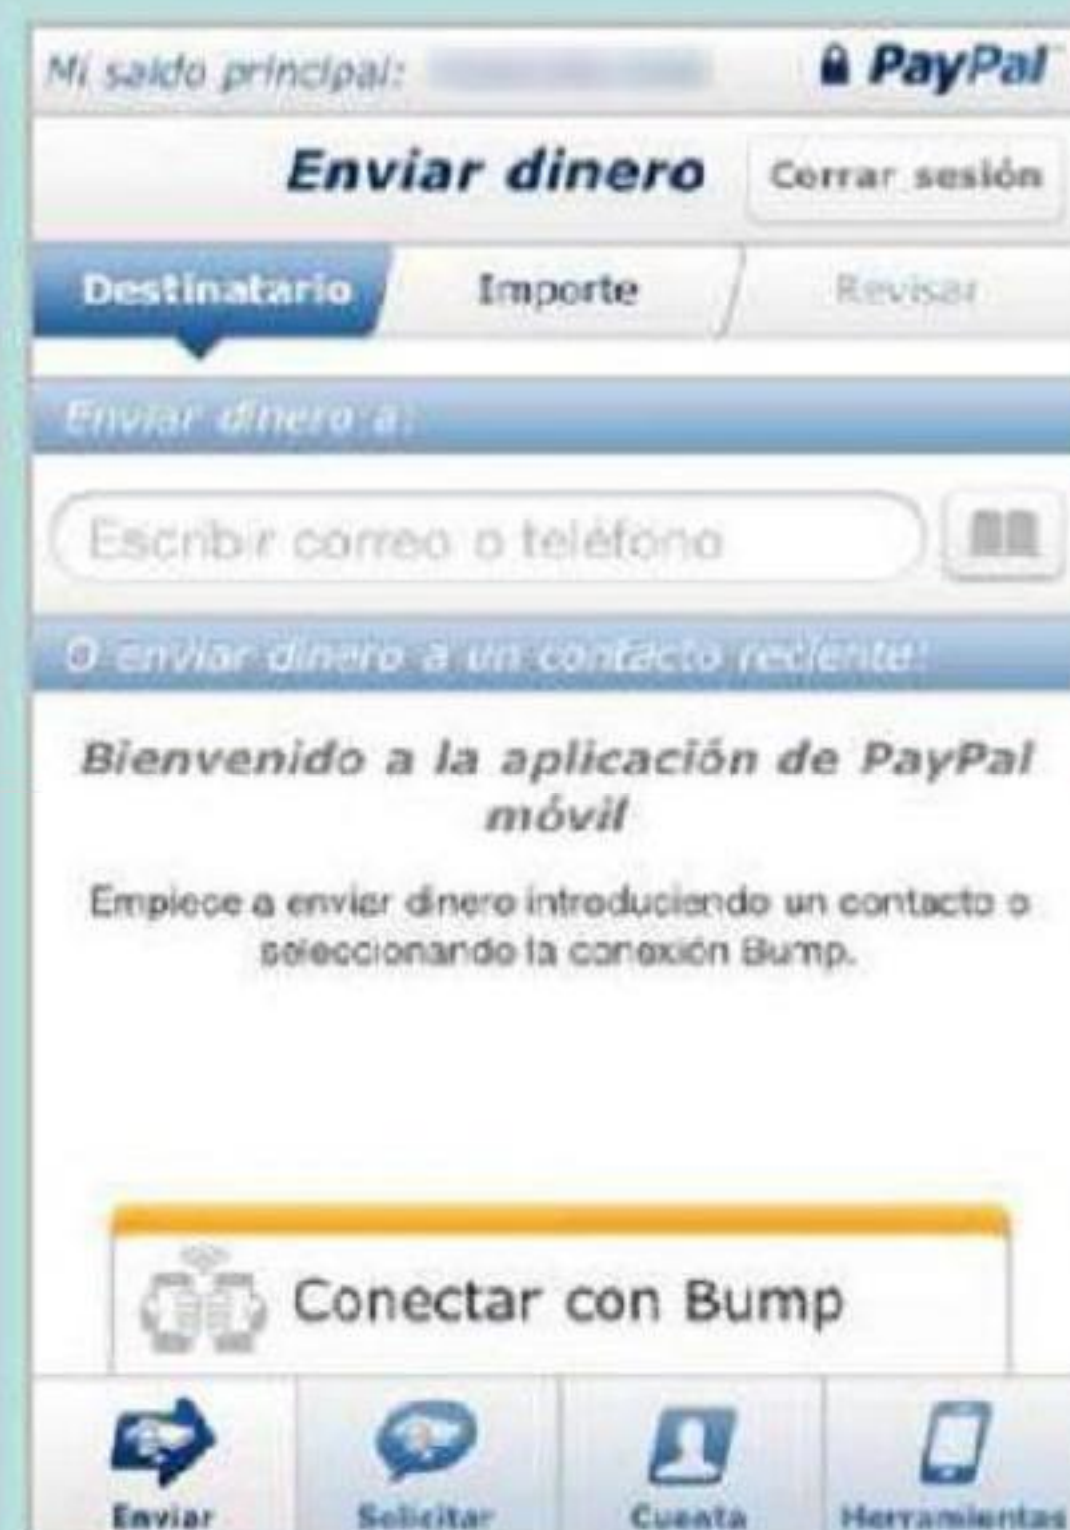 Mi saldo principal:
PayPal
Enviar dinero
Cerrar sesión
Destinatario
Importe
Revisar
Enviar dinero a:
Escribir correo o teléfono
O enviar dinero a un contacto reciente:
Bienvenido a la aplicación de PayPal
móvil
Empiece a enviar dinero introduciendo un contacto o
seleccionando la conexión Bump.
Conectar con Bump
Enviar
Solicitar
Cuenta
Herramientas